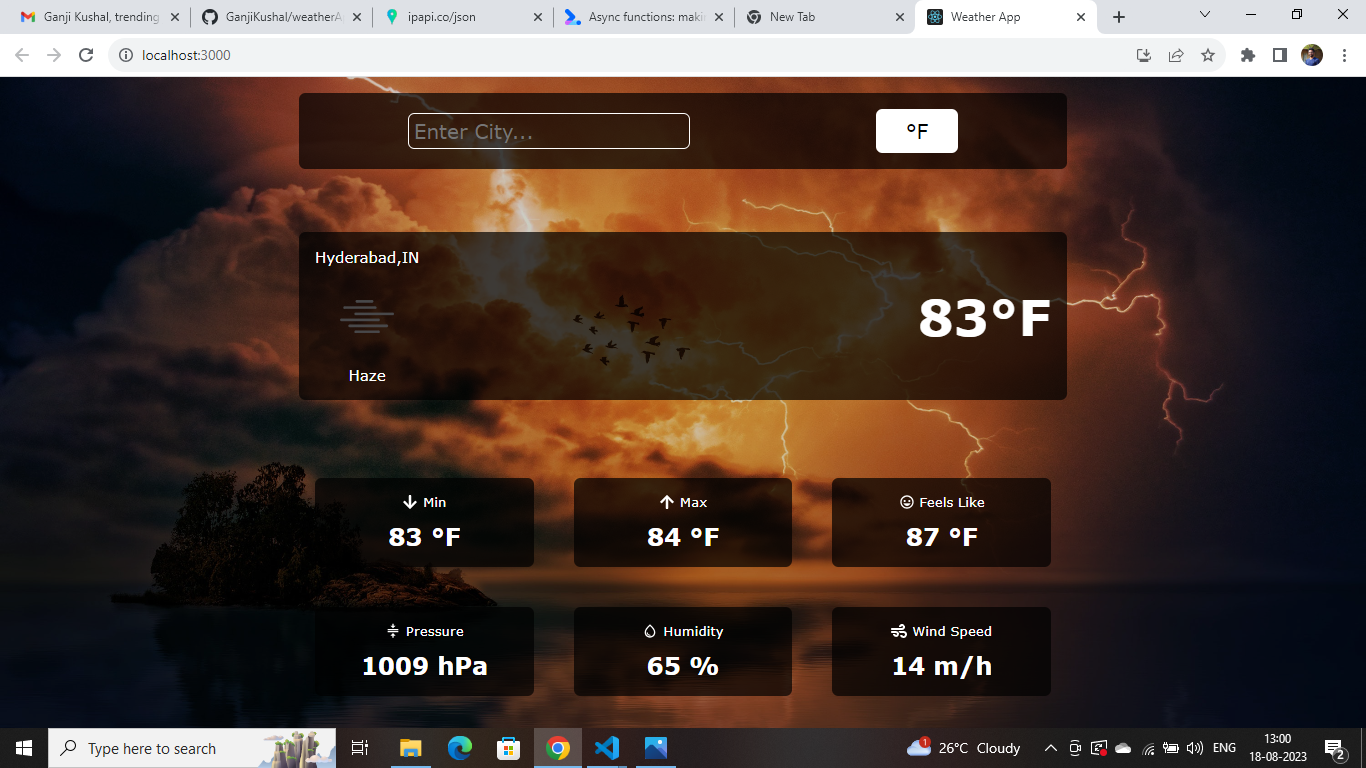 Ganji Kushal, trending
GanjiKushal/weatherA
ipapi.co/json
Async functions: makin
New Tab
Weather App
localhost:3000
Enter City...
°F
Hyderabad,IN
83°F
Haze
Min
83 °F
Max
84 °F
Feels Like
87 °F
Pressure
1009 hPa
Humidity
65 %
Wind Speed
14 m/h
Type here to search
1
26°C Cloudy
ENG
13:00
18-08-2023
2